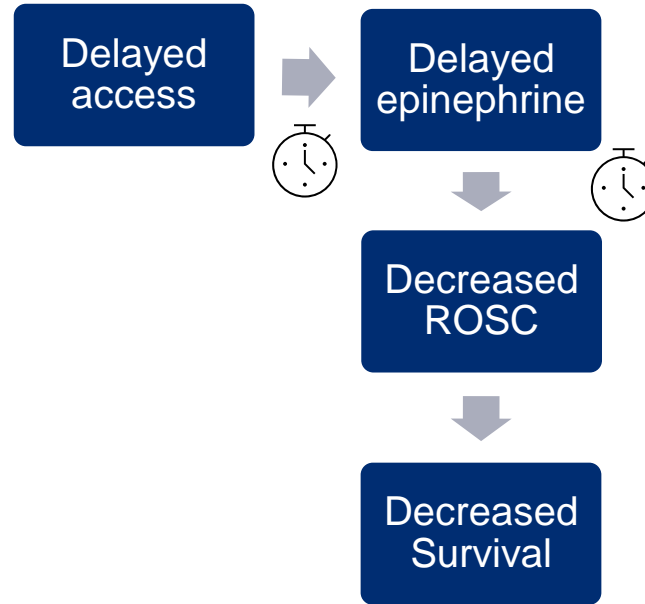 Delayed
access
Delayed
epinephrine
Decreased
ROSC
Decreased
Survival